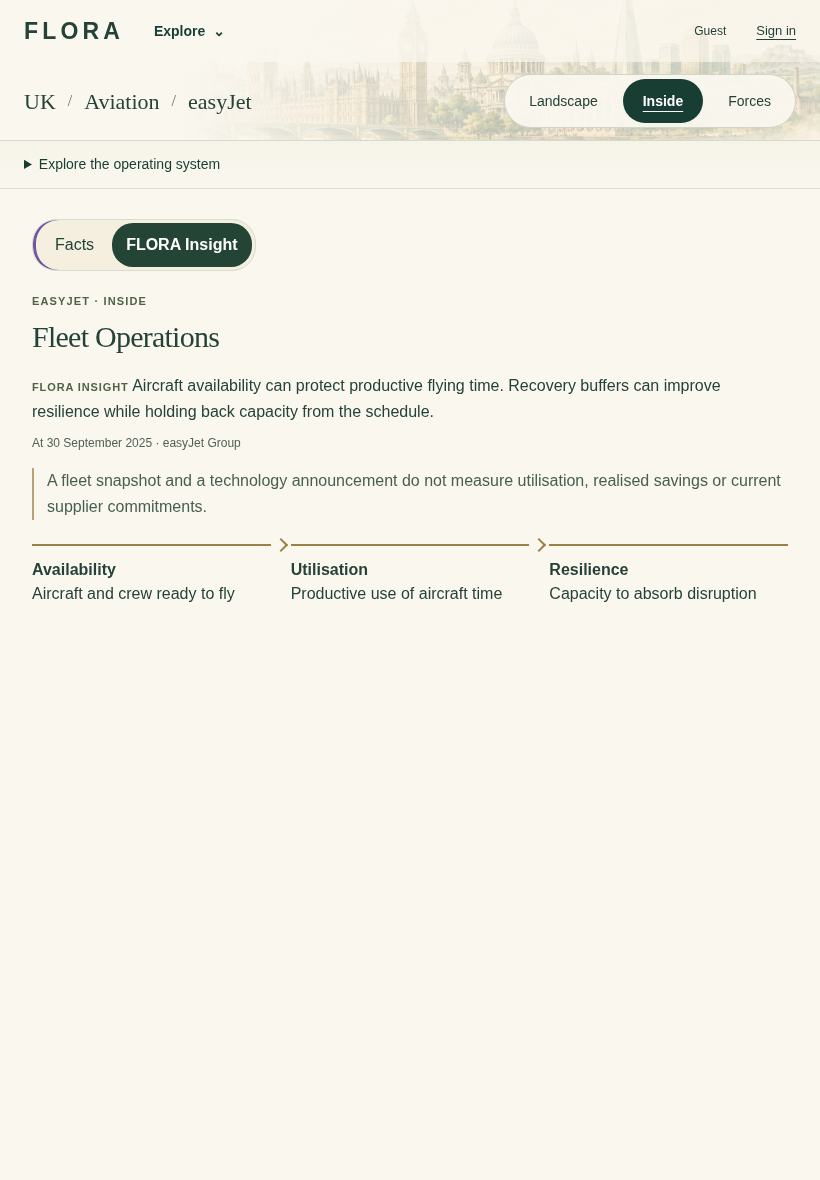 FLORA
Explore
Guest
Sign in
UK / Aviation / easyJet
Landscape
Inside
Forces
Explore the operating system
Facts
FLORA Insight
EASYJET · INSIDE
Fleet Operations
FLORA INSIGHT Aircraft availability can protect productive flying time. Recovery buffers can improve
resilience while holding back capacity from the schedule.
At 30 September 2025 · easyJet Group
A fleet snapshot and a technology announcement do not measure utilisation, realised savings or current
supplier commitments.
Availability
Aircraft and crew ready to fly
Utilisation
Productive use of aircraft time
Resilience
Capacity to absorb disruption